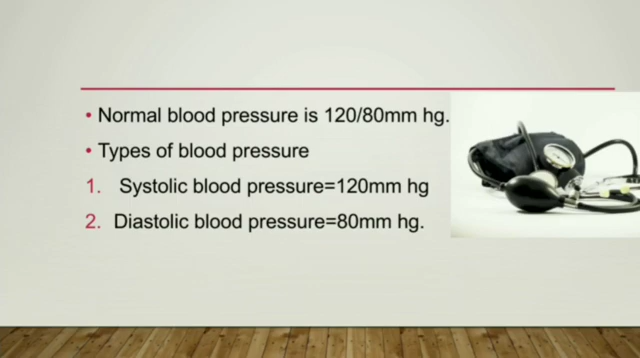 • Normal blood pressure is 120/80mm hg.
• Types of blood pressure
1. Systolic blood pressure=120mm hg
2. Diastolic blood pressure=80mm hg.